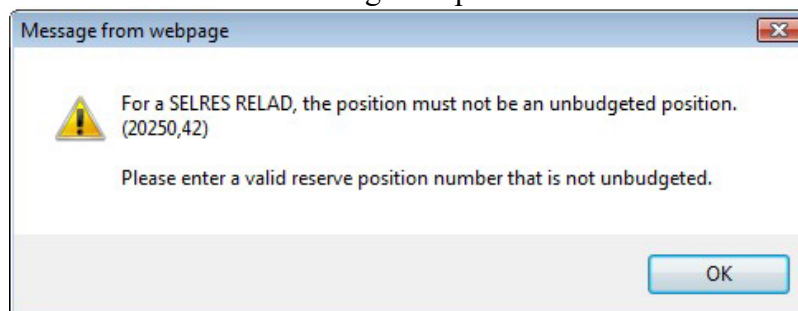 Message from webpage
For a SELRES RELAD, the position must not be an unbudgeted position.
(20250,42)
Please enter a valid reserve position number that is not unbudgeted.
OK